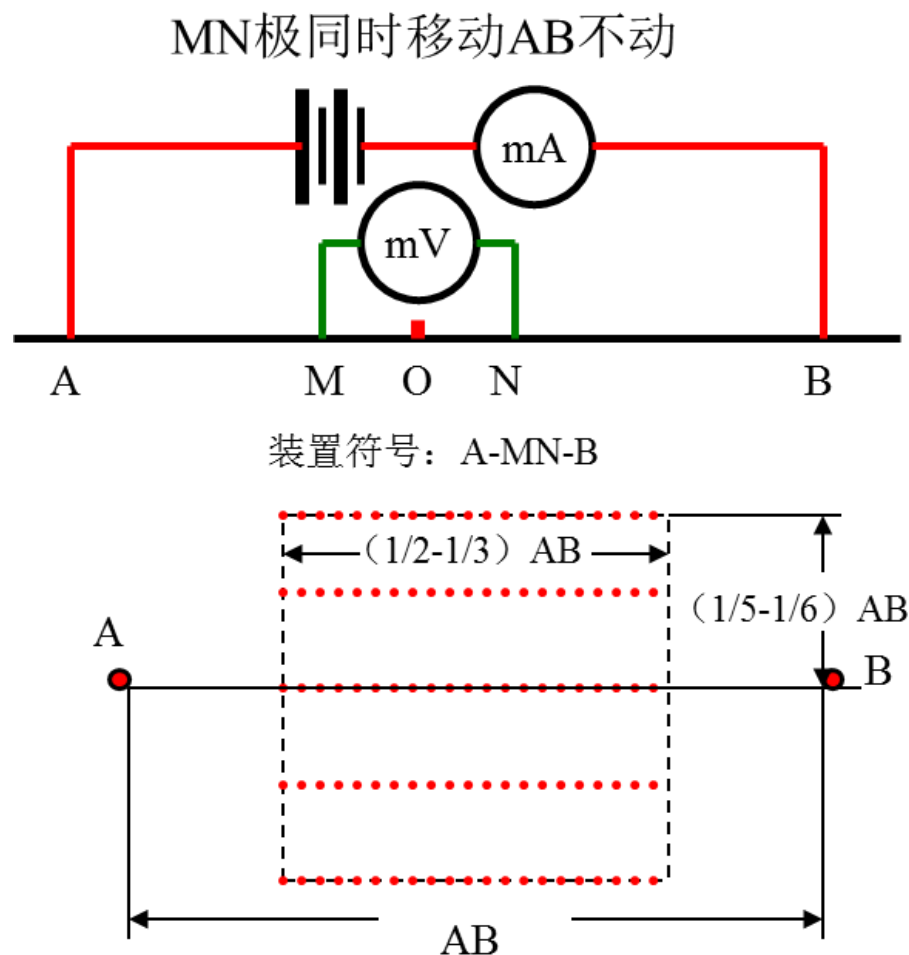 MN极同时移动AB不动
mA
mV
A M O N B
装置符号：A-MN-B
（1/2-1/3）AB
（1/5-1/6）AB
A
B
AB